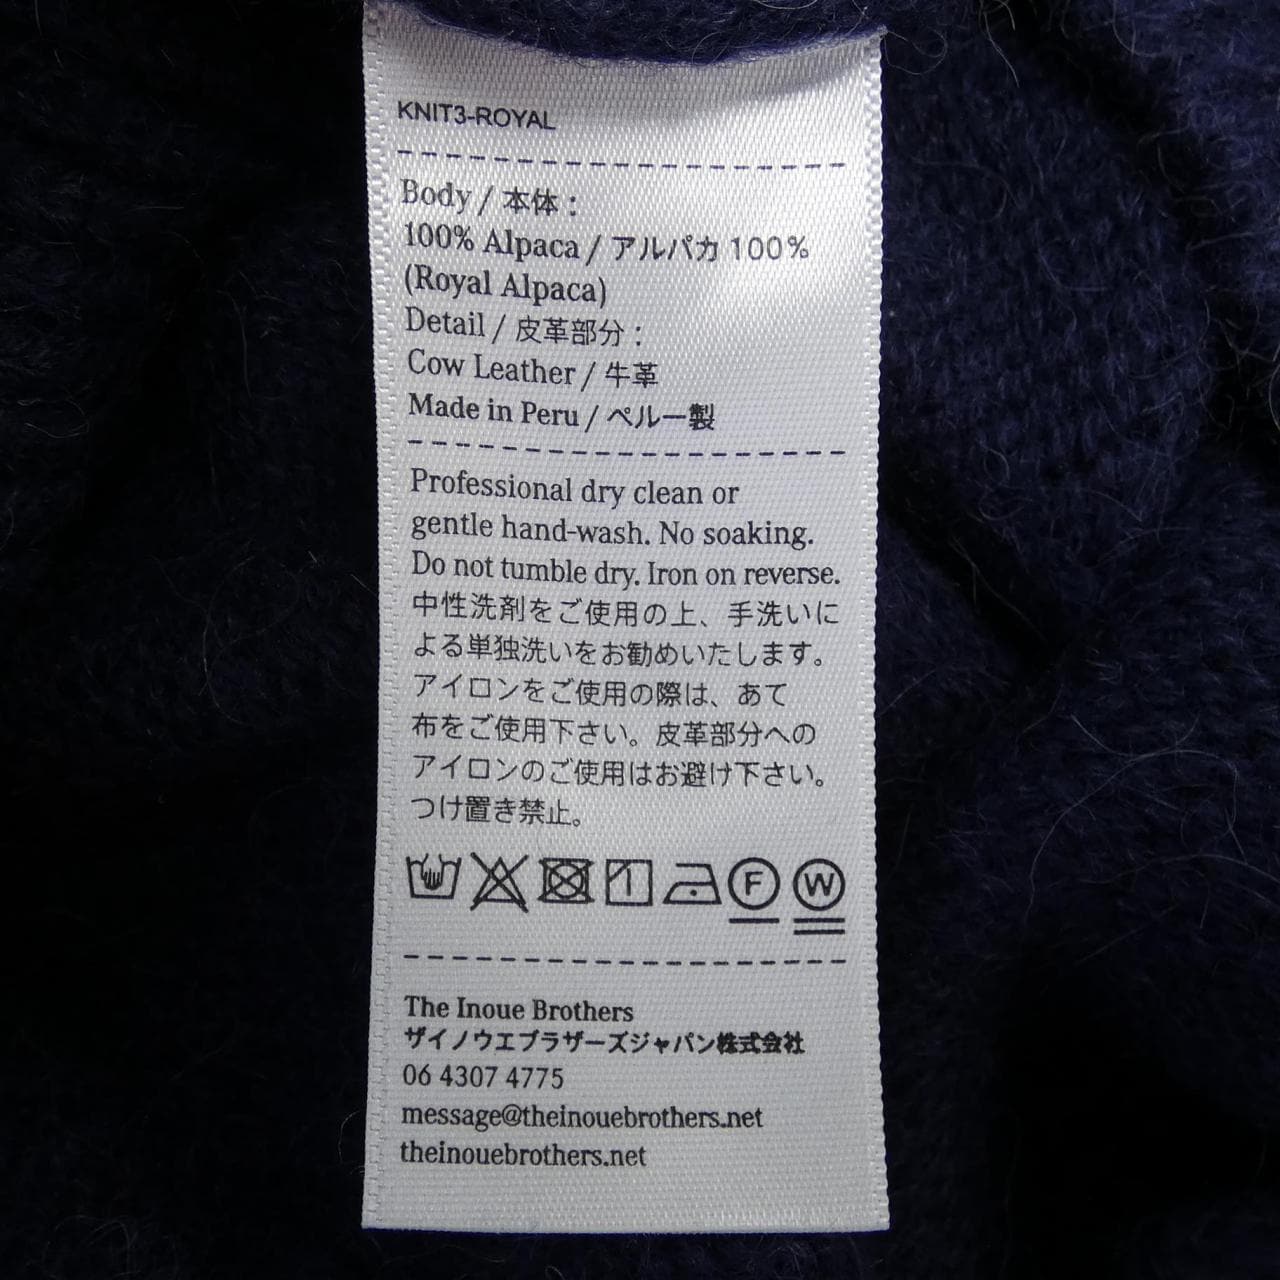 KNIT3-ROYAL
Body / 本体：
100% Alpaca / アルパカ 100%
(Royal Alpaca)
Detail / 皮革部分：
Cow Leather / 牛革
Made in Peru / ペルー製
Professional dry clean or
gentle hand-wash. No soaking.
Do not tumble dry. Iron on reverse.
中性洗剤をご使用の上、手洗いに
よる単独洗いをお勧めいたします。
アイロンをご使用の際は、あて
布をご使用下さい。皮革部分への
アイロンのご使用はお避け下さい。
つけ置き禁止。
F W
The Inoue Brothers
ザイノウエブラザーズジャパン株式会社
06 4307 4775
message@theinouebrothers.net
theinouebrothers.net